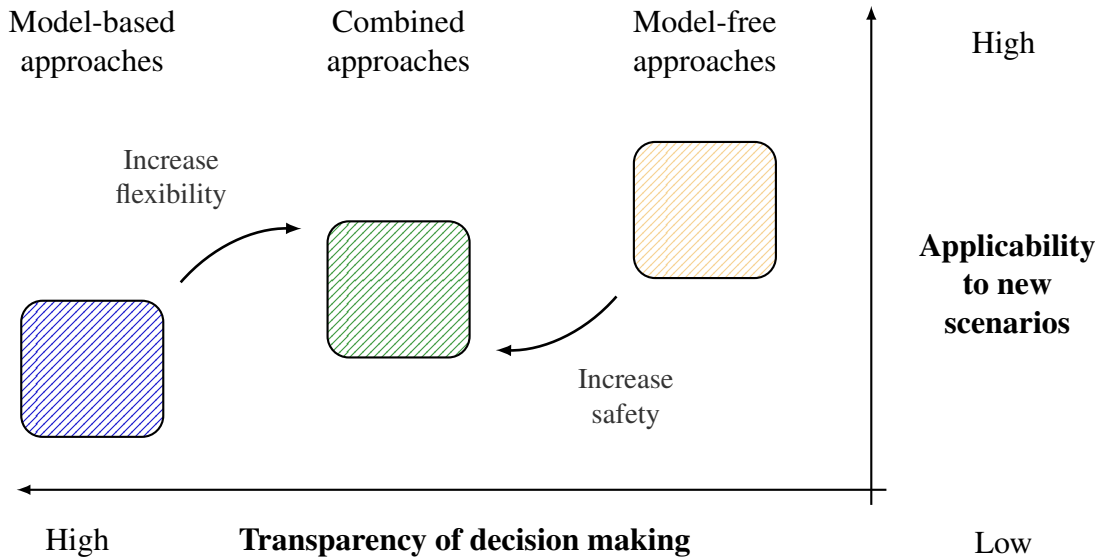 Model-based
approaches
Combined
approaches
Model-free
approaches
High
Increase
flexibility
Applicability
to new
scenarios
Increase
safety
High
Transparency of decision making
Low